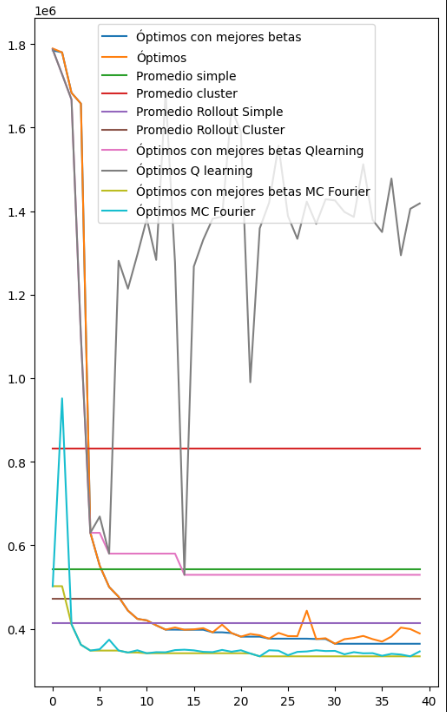 1e6
1.8
1.6
1.4
1.2
1.0
0.8
0.6
0.4
Óptimos con mejores betas
Óptimos
Promedio simple
Promedio cluster
Promedio Rollout Simple
Promedio Rollout Cluster
Óptimos con mejores betas Qlearning
Óptimos Q learning
Óptimos con mejores betas MC Fourier
Óptimos MC Fourier
0 5 10 15 20 25 30 35 40